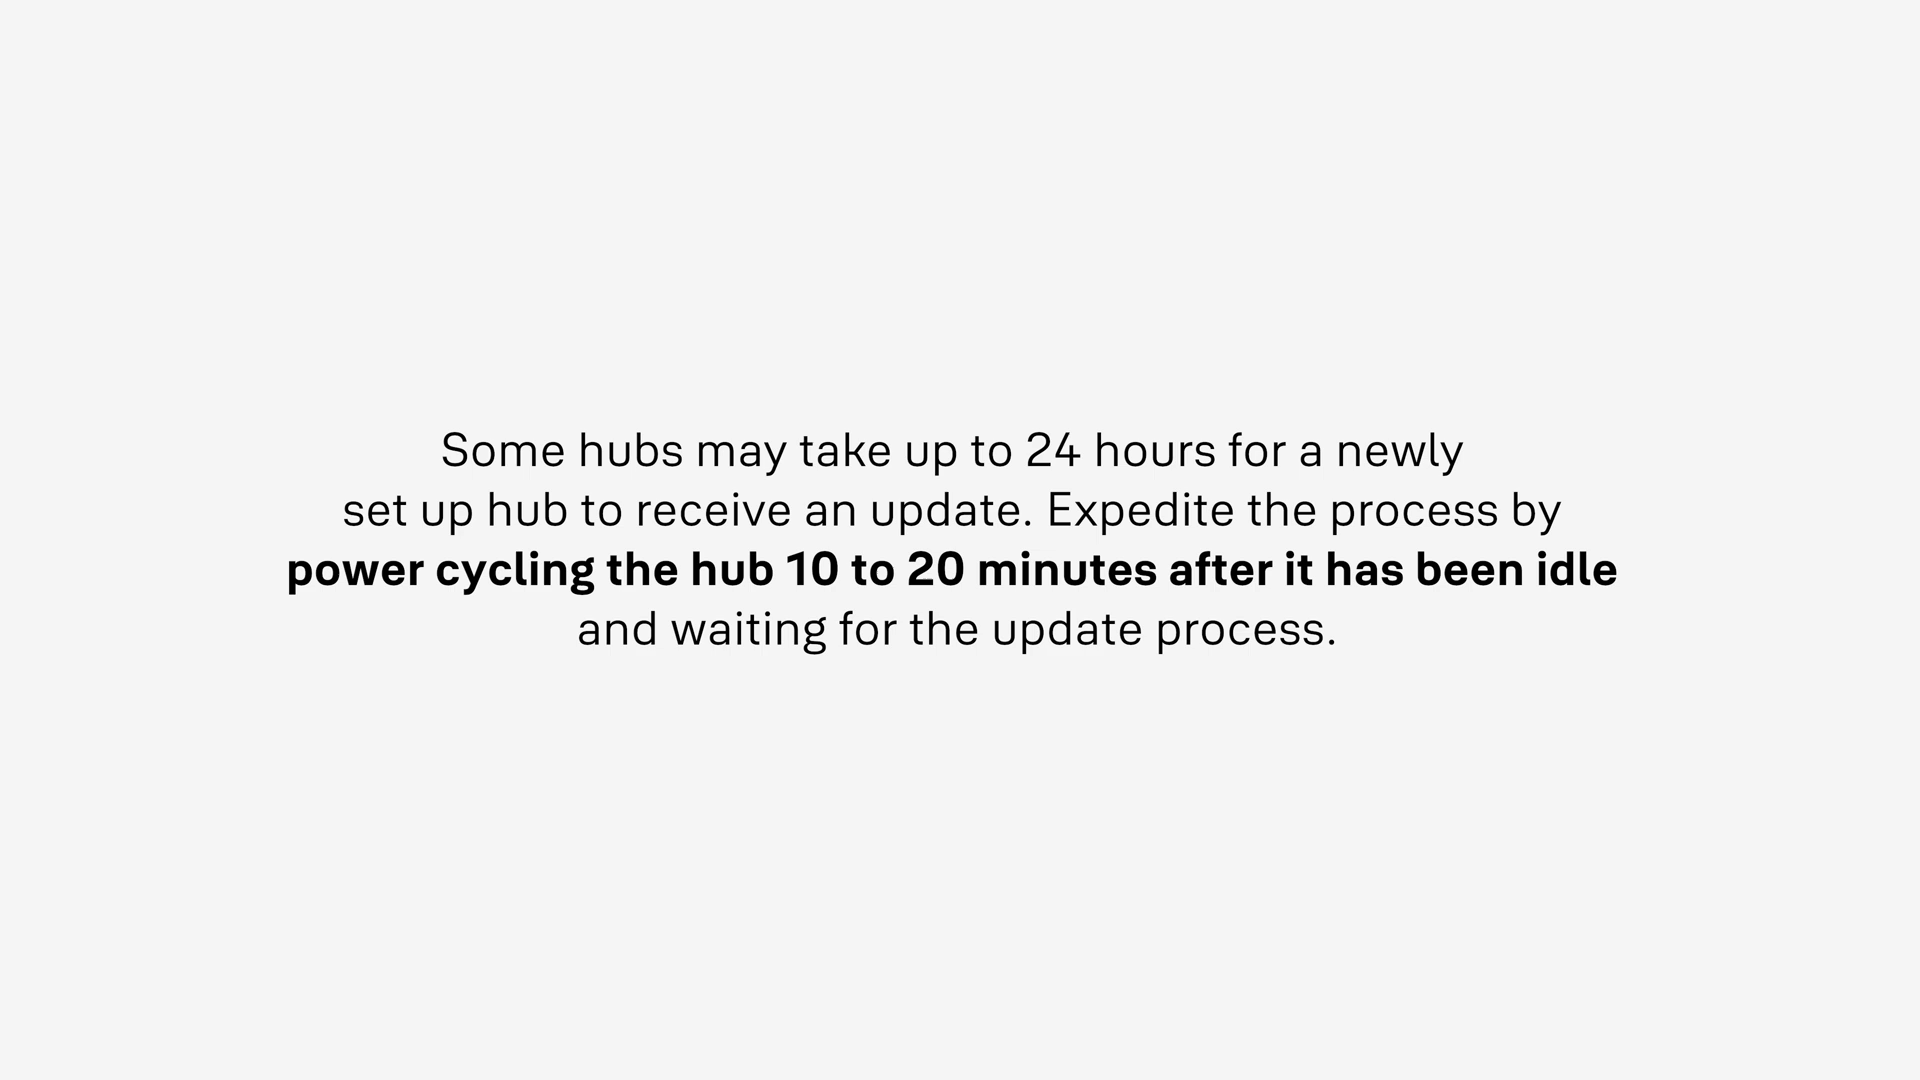 Some hubs may take up to 24 hours for a newly
set up hub to receive an update. Expedite the process by
power cycling the hub 10 to 20 minutes after it has been idle
and waiting for the update process.